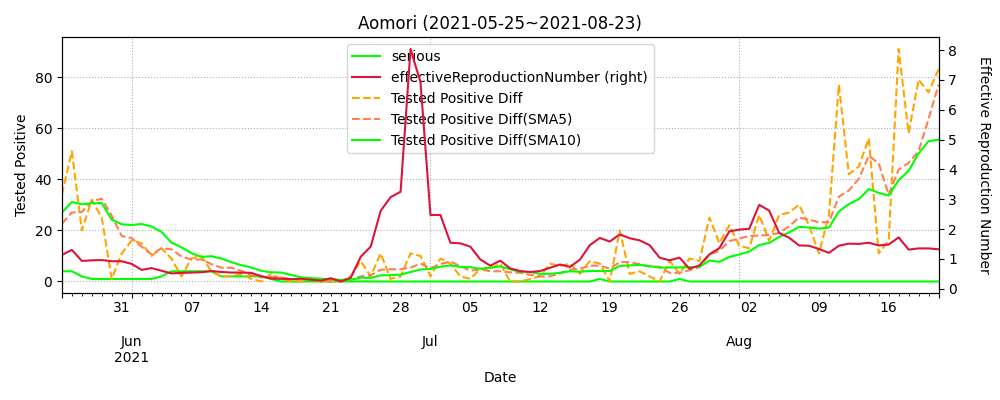 Aomori (2021-05-25~2021-08-23)
serious
effectiveReproductionNumber (right)
Tested Positive Diff
Tested Positive Diff(SMA5)
Tested Positive Diff(SMA10)
Tested Positive
80
60
40
20
0
Effective Reproduction Number
8
7
6
5
4
3
2
1
0
31 07 14 21 28 05 12 19 26 02 09 16
Jun Jul Aug
2021
Date